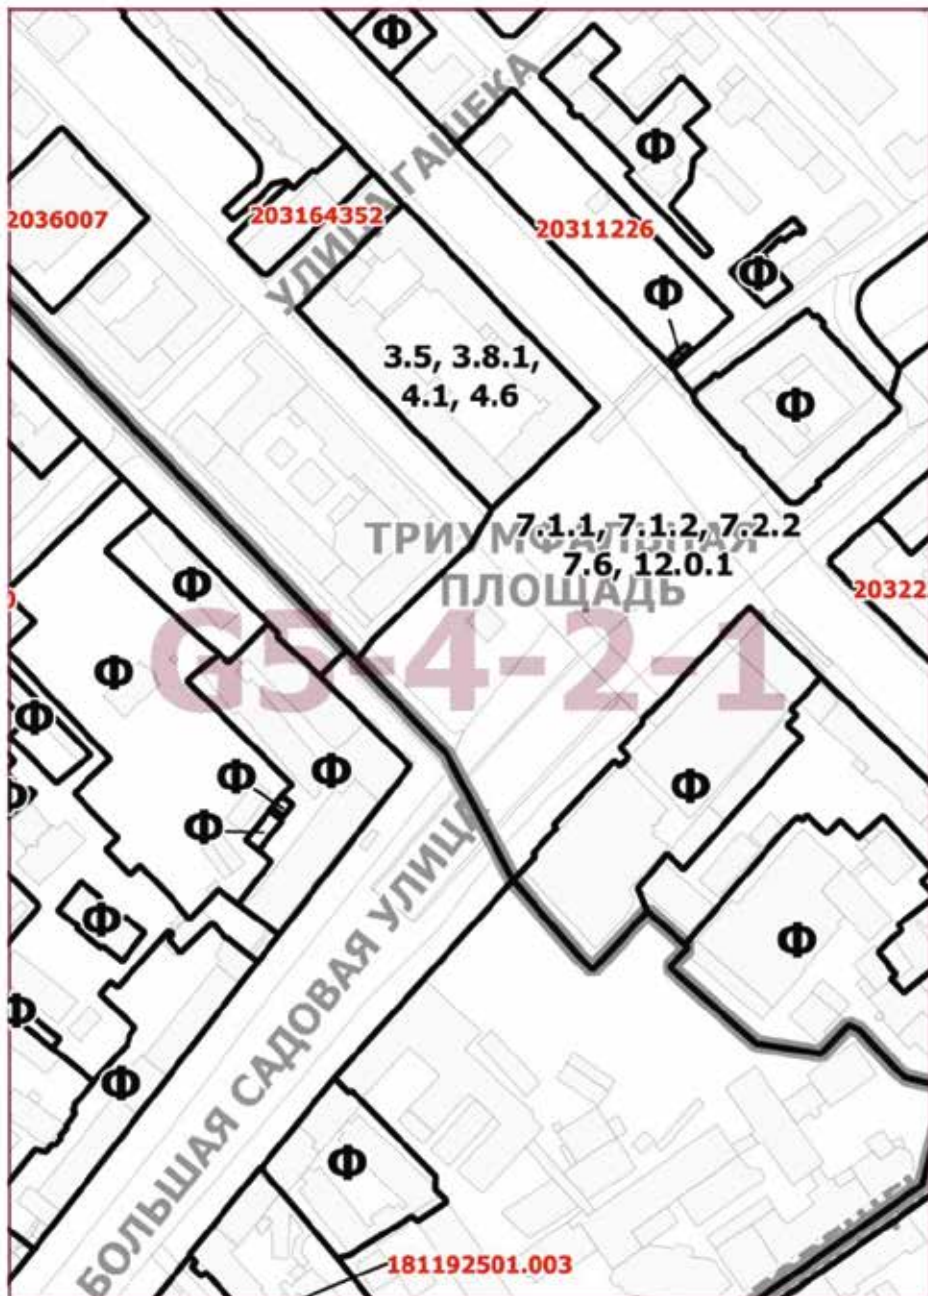 Ф
УЛИЦА ГАШЕКА
Ф
2036007
203164352
20311226
Ф
Ф
3.5, 3.8.1,
4.1, 4.6
Ф
7.1.1, 7.1.2, 7.2.2
ТРИУМФАЛЬНАЯ
7.6, 12.0.1
ПЛОЩАДЬ
Ф
20322
0
G5-4-2-1
Ф
Ф
Ф
Ф
Ф
Ф
Ф
Ф
БОЛЬШАЯ САДОВАЯ УЛИЦА
Ф
Ф
Ф
Ф
Ф
181192501.003